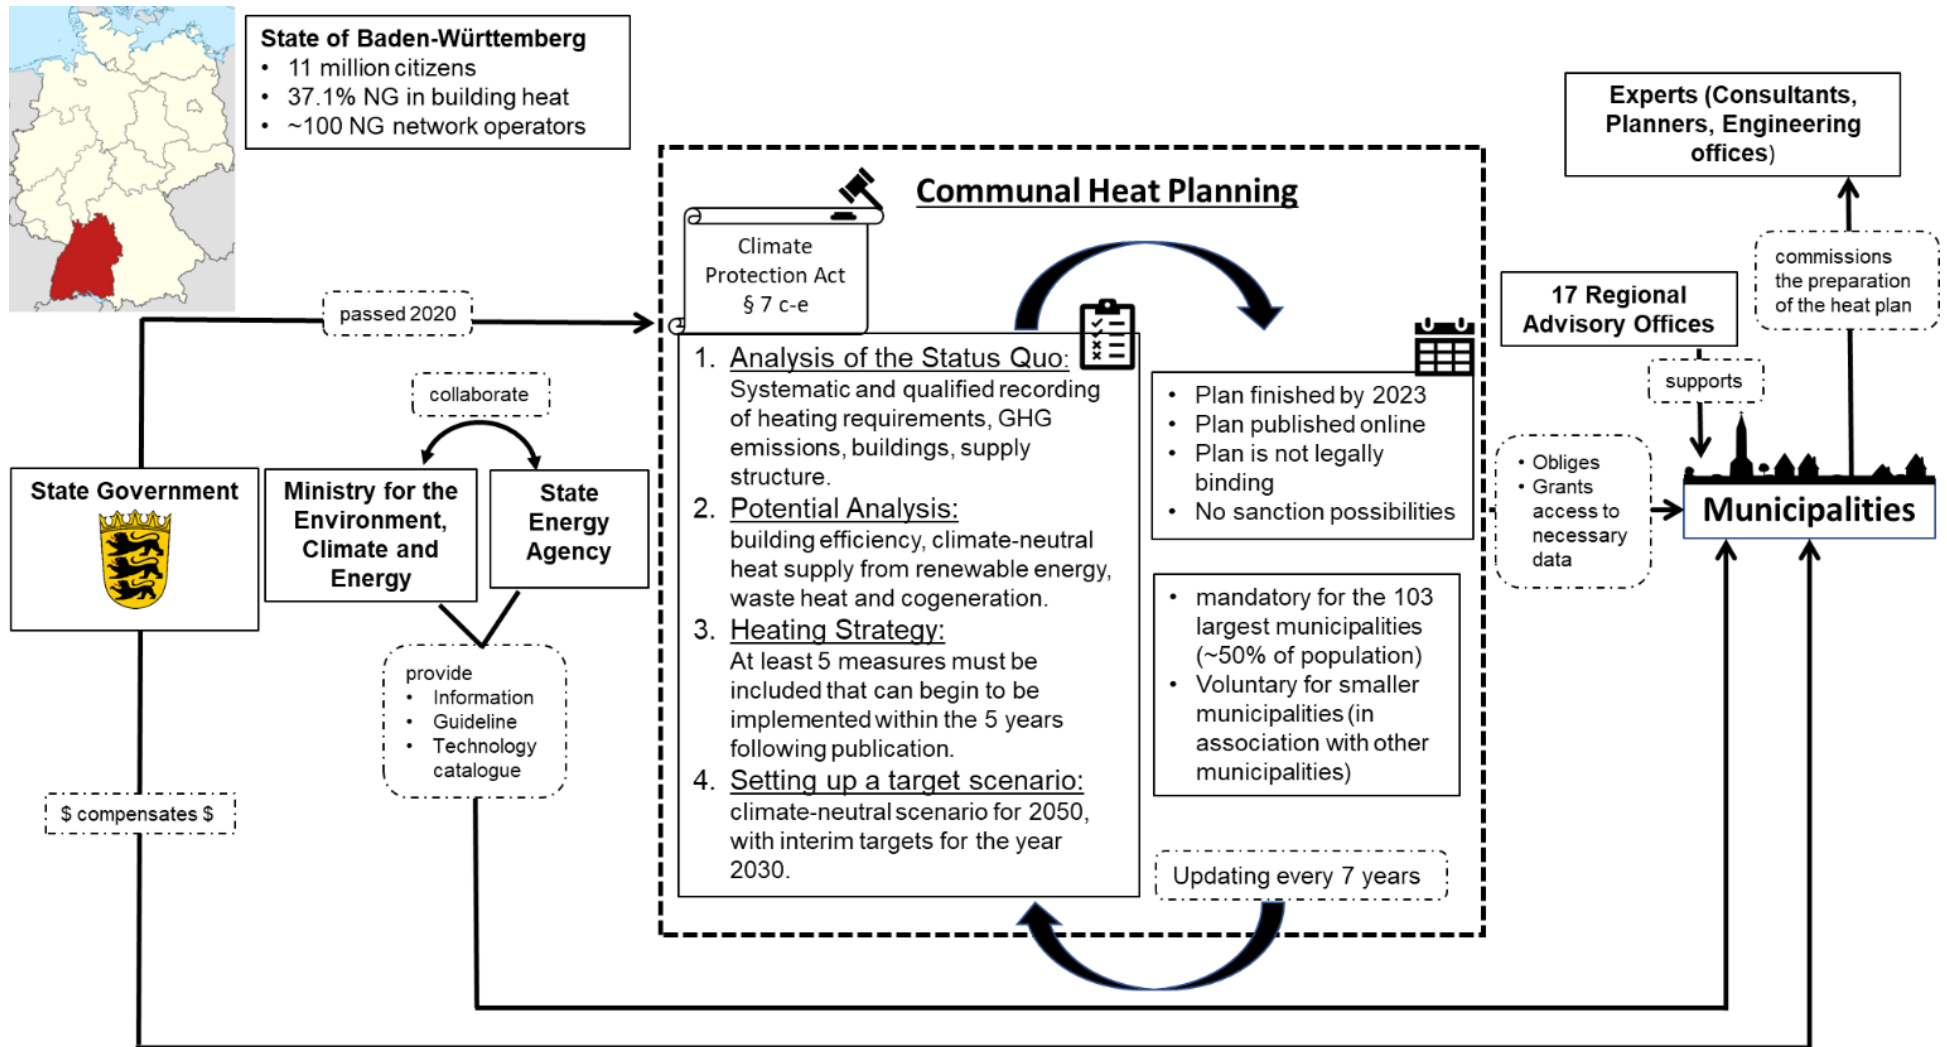 State of Baden-Württemberg
• 11 million citizens
• 37.1% NG in building heat
• ~100 NG network operators
Experts (Consultants,
Planners, Engineering
offices)
Communal Heat Planning
Climate
Protection Act
§ 7 c-e
passed 2020
collaborate
State Government
Ministry for the
Environment,
Climate and
Energy
State
Energy
Agency
provide
• Information
• Guideline
• Technology
catalogue
$ compensates $
1. Analysis of the Status Quo:
Systematic and qualified recording
of heating requirements, GHG
emissions, buildings, supply
structure.
2. Potential Analysis:
building efficiency, climate-neutral
heat supply from renewable energy,
waste heat and cogeneration.
3. Heating Strategy:
At least 5 measures must be
included that can begin to be
implemented within the 5 years
following publication.
4. Setting up a target scenario:
climate-neutral scenario for 2050,
with interim targets for the year
2030.
• Plan finished by 2023
• Plan published online
• Plan is not legally
binding
• No sanction possibilities
• mandatory for the 103
largest municipalities
(~50% of population)
• Voluntary for smaller
municipalities (in
association with other
municipalities)
Updating every 7 years
17 Regional
Advisory Offices
supports
commissions
the preparation
of the heat plan
• Obliges
• Grants
access to
necessary
data
Municipalities